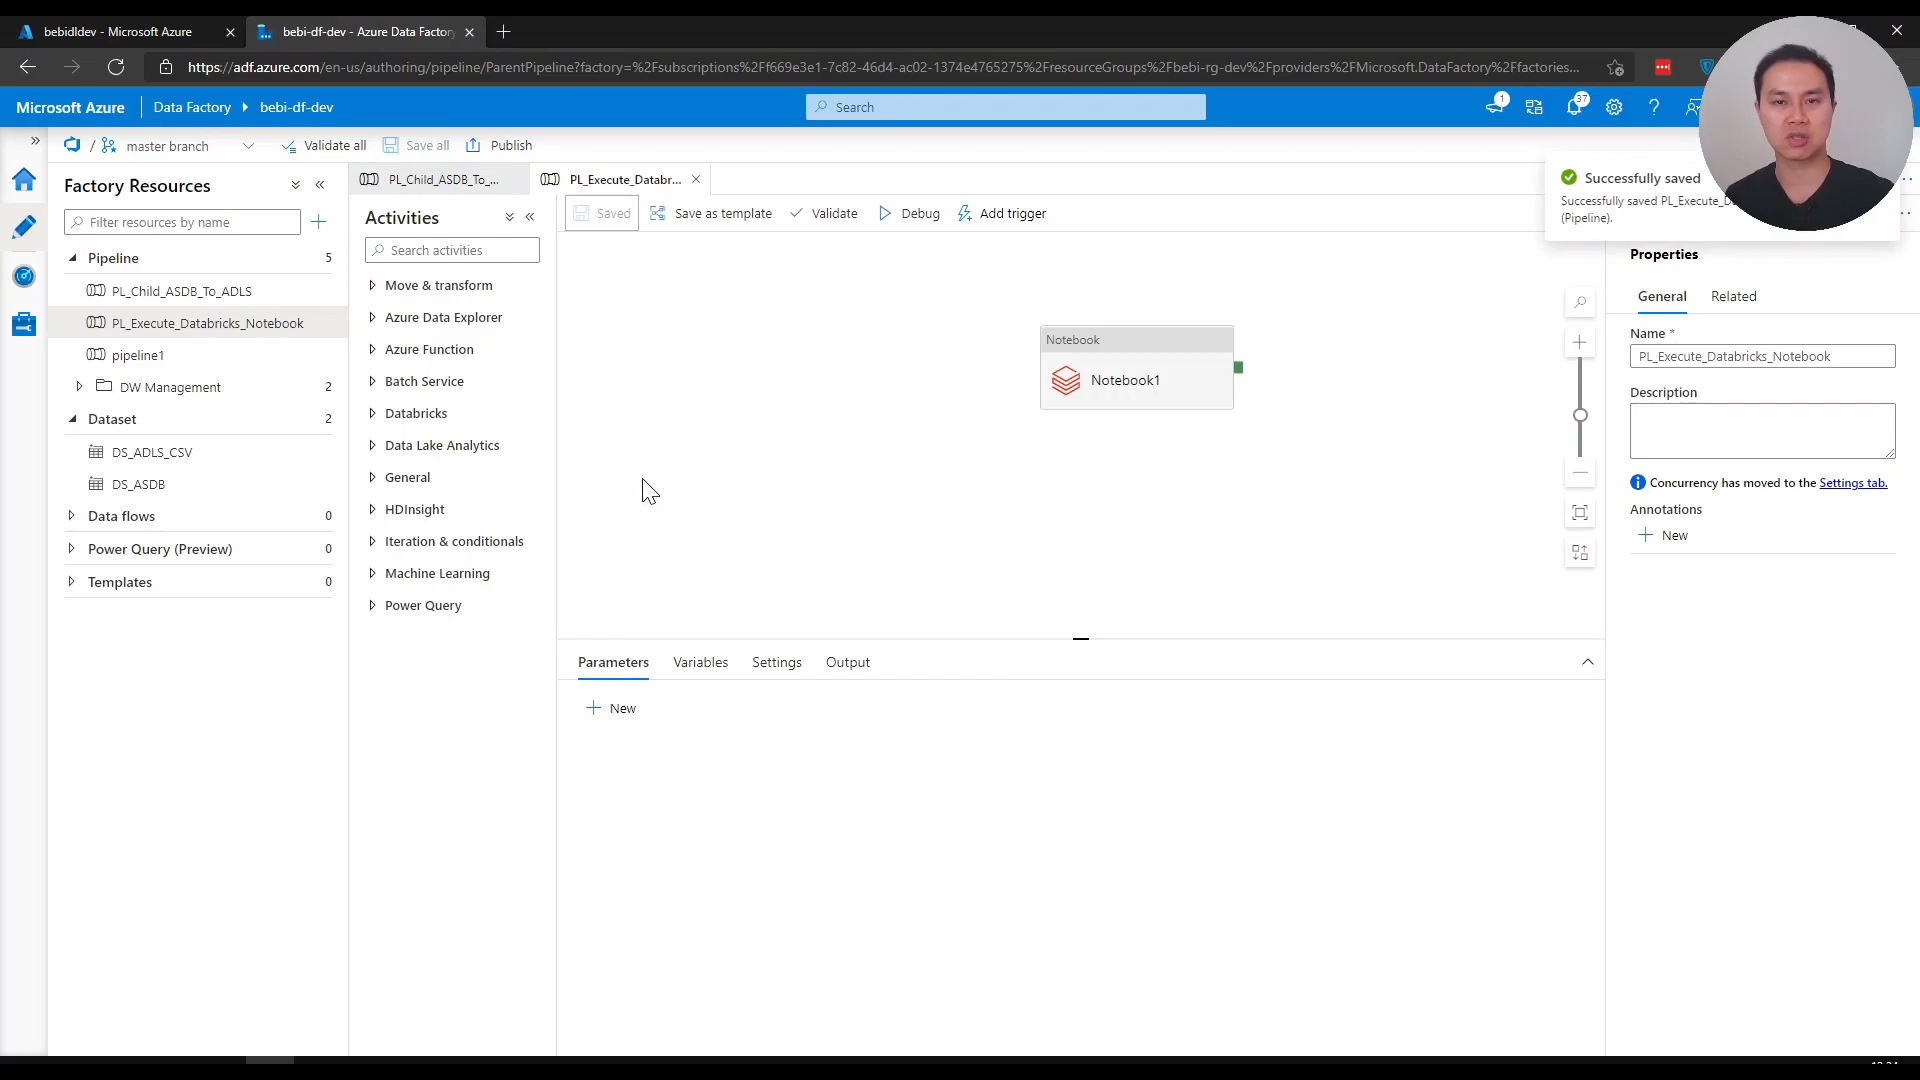 bebidldev - Microsoft Azure
bebi-df-dev - Azure Data Factory
https://adf.azure.com/en-us/authoring/pipeline/ParentPipeline?factory=%2Fsubscriptions%2Ff669e3e1-7c82-46d4-ac02-1374e4765275%2FresourceGroups%2Fbebi-rg-dev%2Fproviders%2FMicrosoft.DataFactory%2Ffactories...
Microsoft Azure
Data Factory
bebi-df-dev
Search
1
37
/ master branch
Validate all
Save all
Publish
Factory Resources
Filter resources by name
Pipeline 5
PL_Child_ASDB_To_ADLS
PL_Execute_Databricks_Notebook
pipeline1
DW Management 2
Dataset 2
DS_ADLS_CSV
DS_ASDB
Data flows 0
Power Query (Preview) 0
Templates 0
PL_Child_ASDB_To_...
PL_Execute_Databr...
Activities
Search activities
Move & transform
Azure Data Explorer
Azure Function
Batch Service
Databricks
Data Lake Analytics
General
HDInsight
Iteration & conditionals
Machine Learning
Power Query
Saved
Save as template
Validate
Debug
Add trigger
Notebook
Notebook1
Parameters
Variables
Settings
Output
New
Successfully saved
Successfully saved PL_Execute_D
(Pipeline).
Properties
General
Related
Name *
PL_Execute_Databricks_Notebook
Description
Concurrency has moved to the Settings tab.
Annotations
New